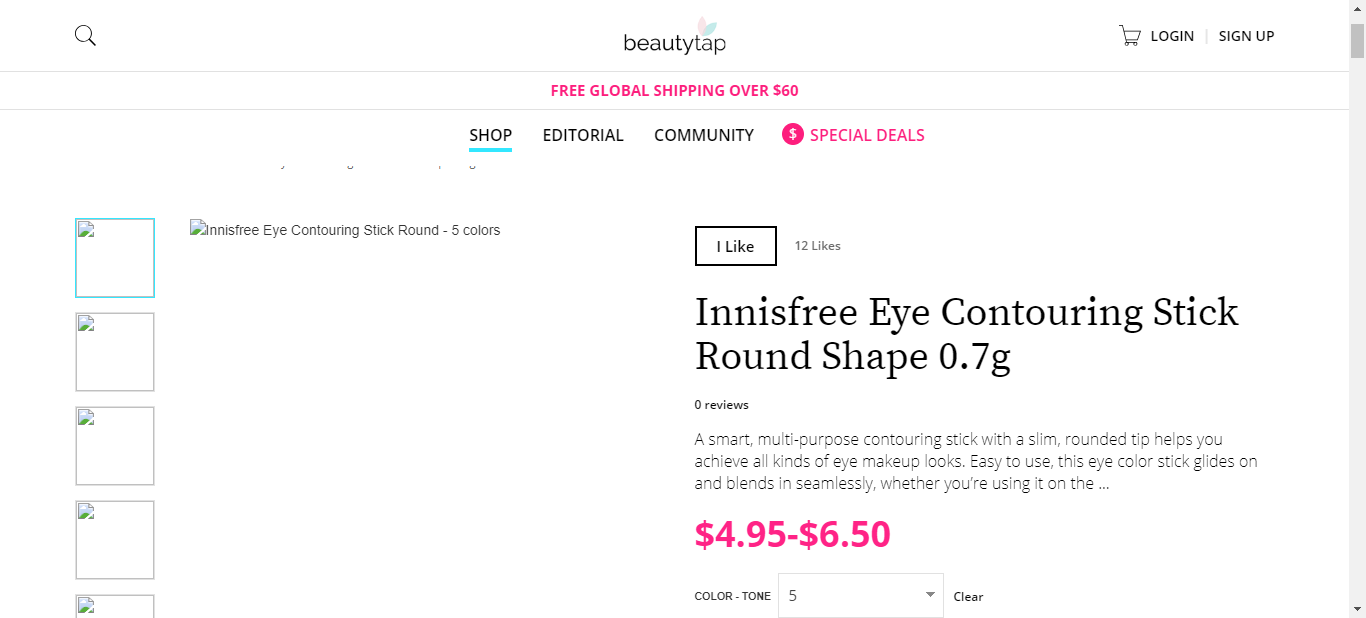 beautytap
LOGIN
SIGN UP
FREE GLOBAL SHIPPING OVER $60
SHOP
EDITORIAL
COMMUNITY
$
SPECIAL DEALS
Innisfree Eye Contouring Stick Round - 5 colors
I Like
12 Likes
Innisfree Eye Contouring Stick
Round Shape 0.7g
0 reviews
A smart, multi-purpose contouring stick with a slim, rounded tip helps you
achieve all kinds of eye makeup looks. Easy to use, this eye color stick glides on
and blends in seamlessly, whether you’re using it on the ...
$4.95-$6.50
COLOR - TONE
5
Clear